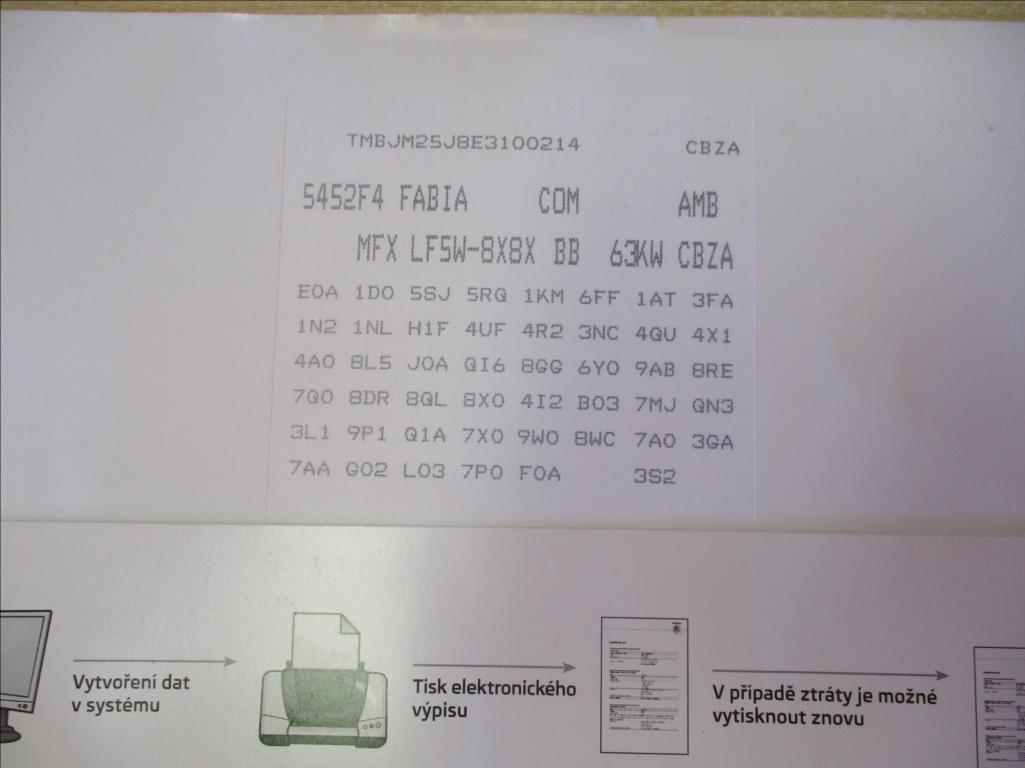 TMBJM25J8E3100214 CBZA
5452F4 FABIA COM AMB
MFX LF5W-8X8X BB 63KW CBZA
E0A 1D0 5SJ 5RQ 1KM 6FF 1AT 3FA
1N2 1NL H1F 4UF 4R2 3NC 4QU 4X1
4A0 8L5 J0A QI6 8GG 6Y0 9AB 8RE
7Q0 8DR 8QL 8X0 4I2 B03 7MJ QN3
3L1 9P1 Q1A 7X0 9W0 8WC 7A0 3GA
7AA G02 L03 7P0 F0A 3S2
Vytvoření dat
v systému
Tisk elektronického
výpisu
V případě ztráty je možné
vytisknout znovu